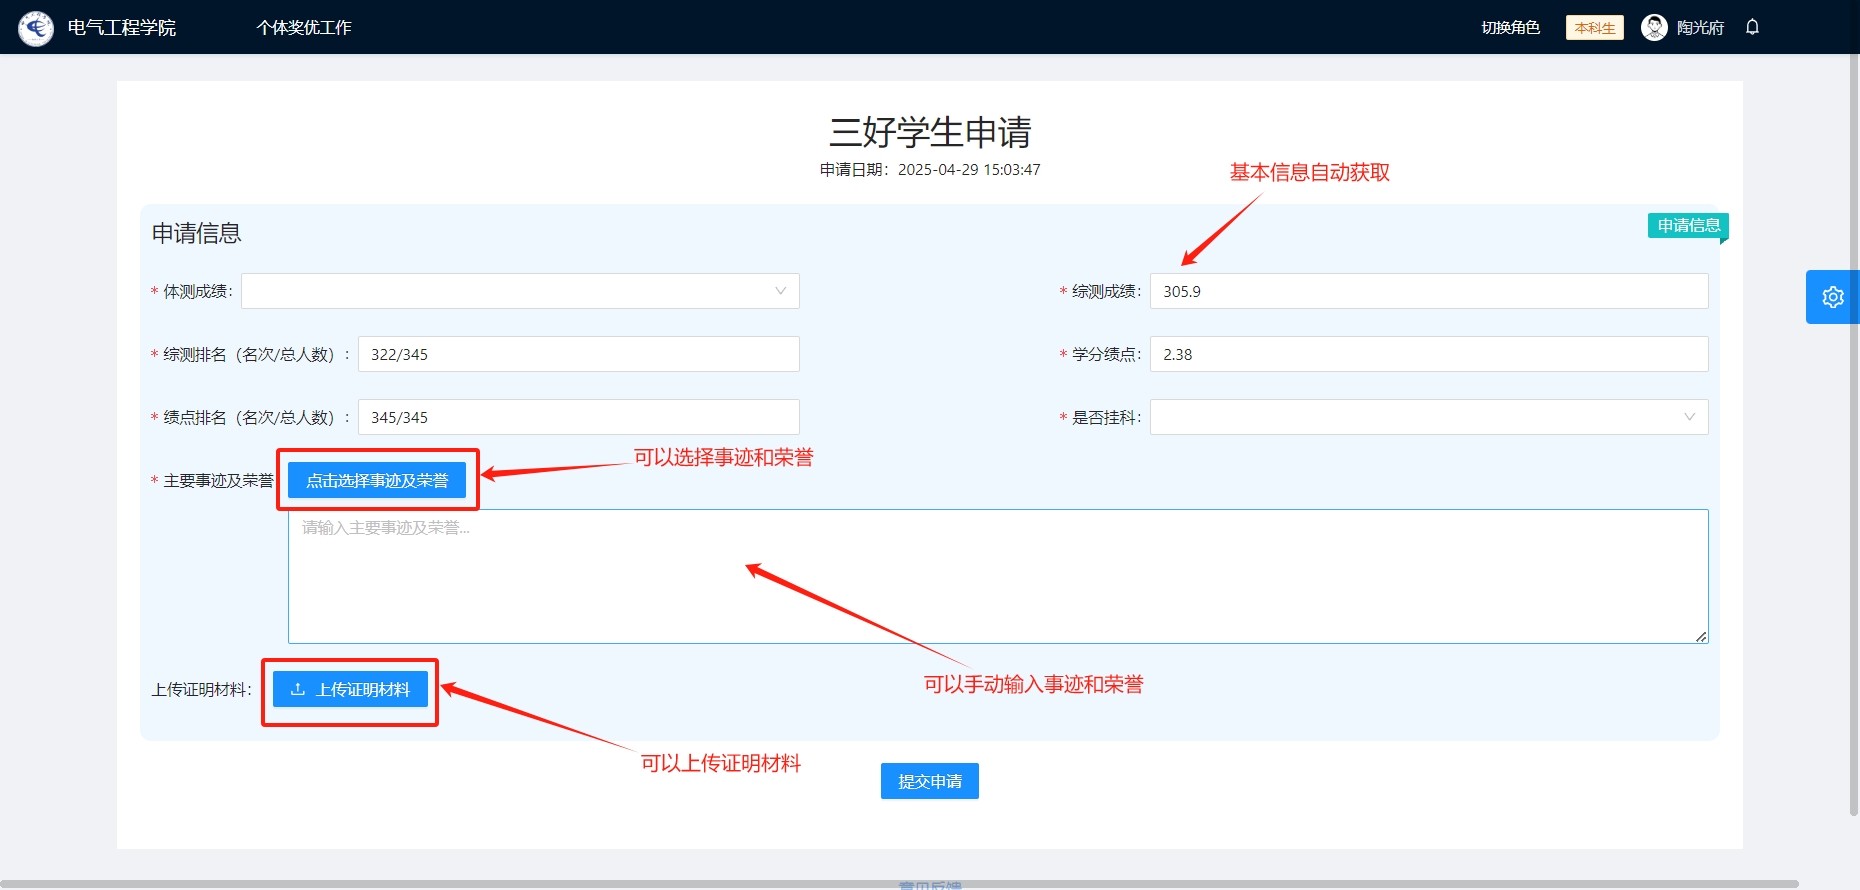 电气工程学院 个体奖优工作 切换角色 本科生 陶光府
三好学生申请
申请日期：2025-04-29 15:03:47
基本信息自动获取
申请信息
申请信息
* 体测成绩：
* 综测成绩： 305.9
* 综测排名（名次/总人数）： 322/345
* 学分绩点： 2.38
* 绩点排名（名次/总人数）： 345/345
* 是否挂科：
可以选择事迹和荣誉
* 主要事迹及荣誉 点击选择事迹及荣誉
请输入主要事迹及荣誉...
可以手动输入事迹和荣誉
上传证明材料： 上传证明材料
可以上传证明材料
提交申请
意见反馈